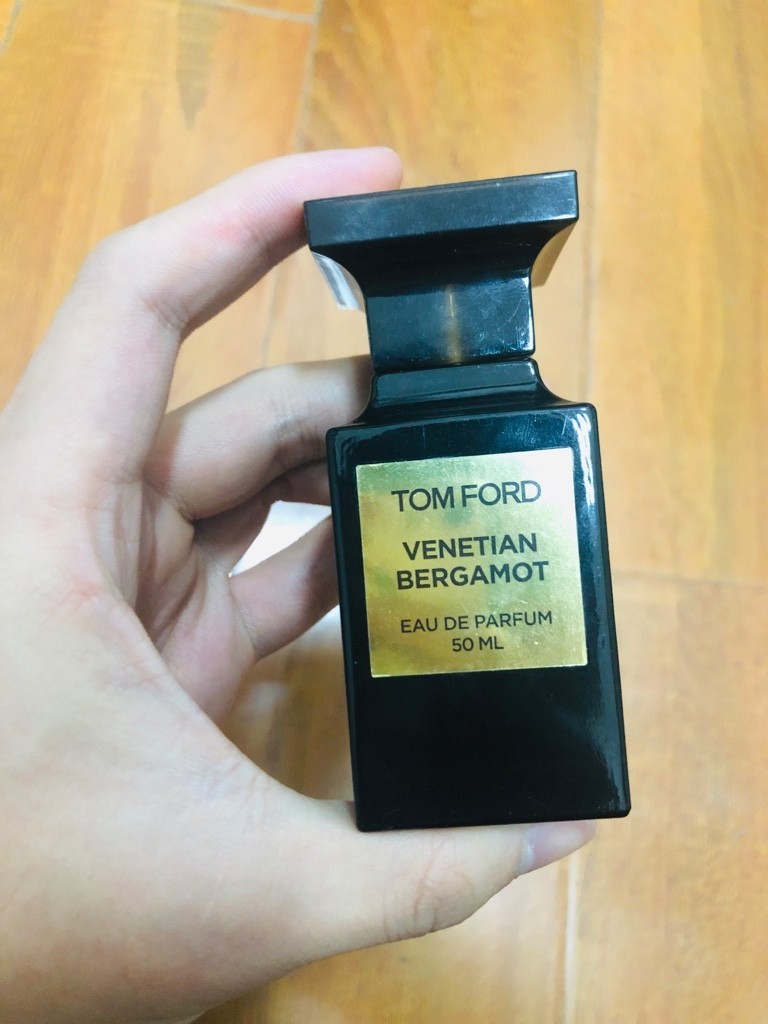 TOM FORD
VENETIAN
BERGAMOT
EAU DE PARFUM
50 ML